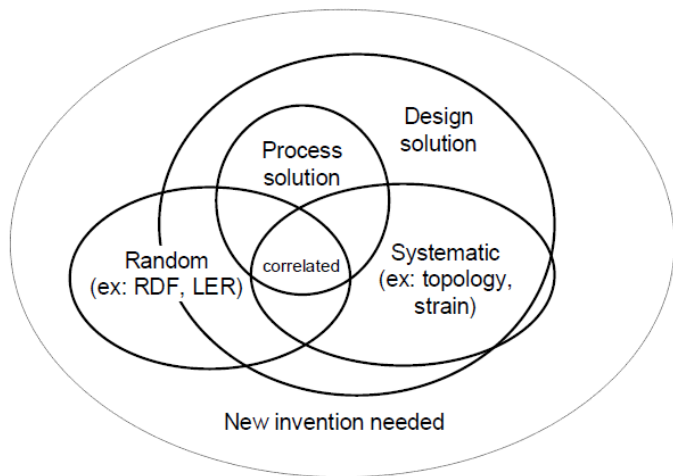 Design
solution
Process
solution
Random
(ex: RDF, LER)
correlated
Systematic
(ex: topology,
strain)
New invention needed